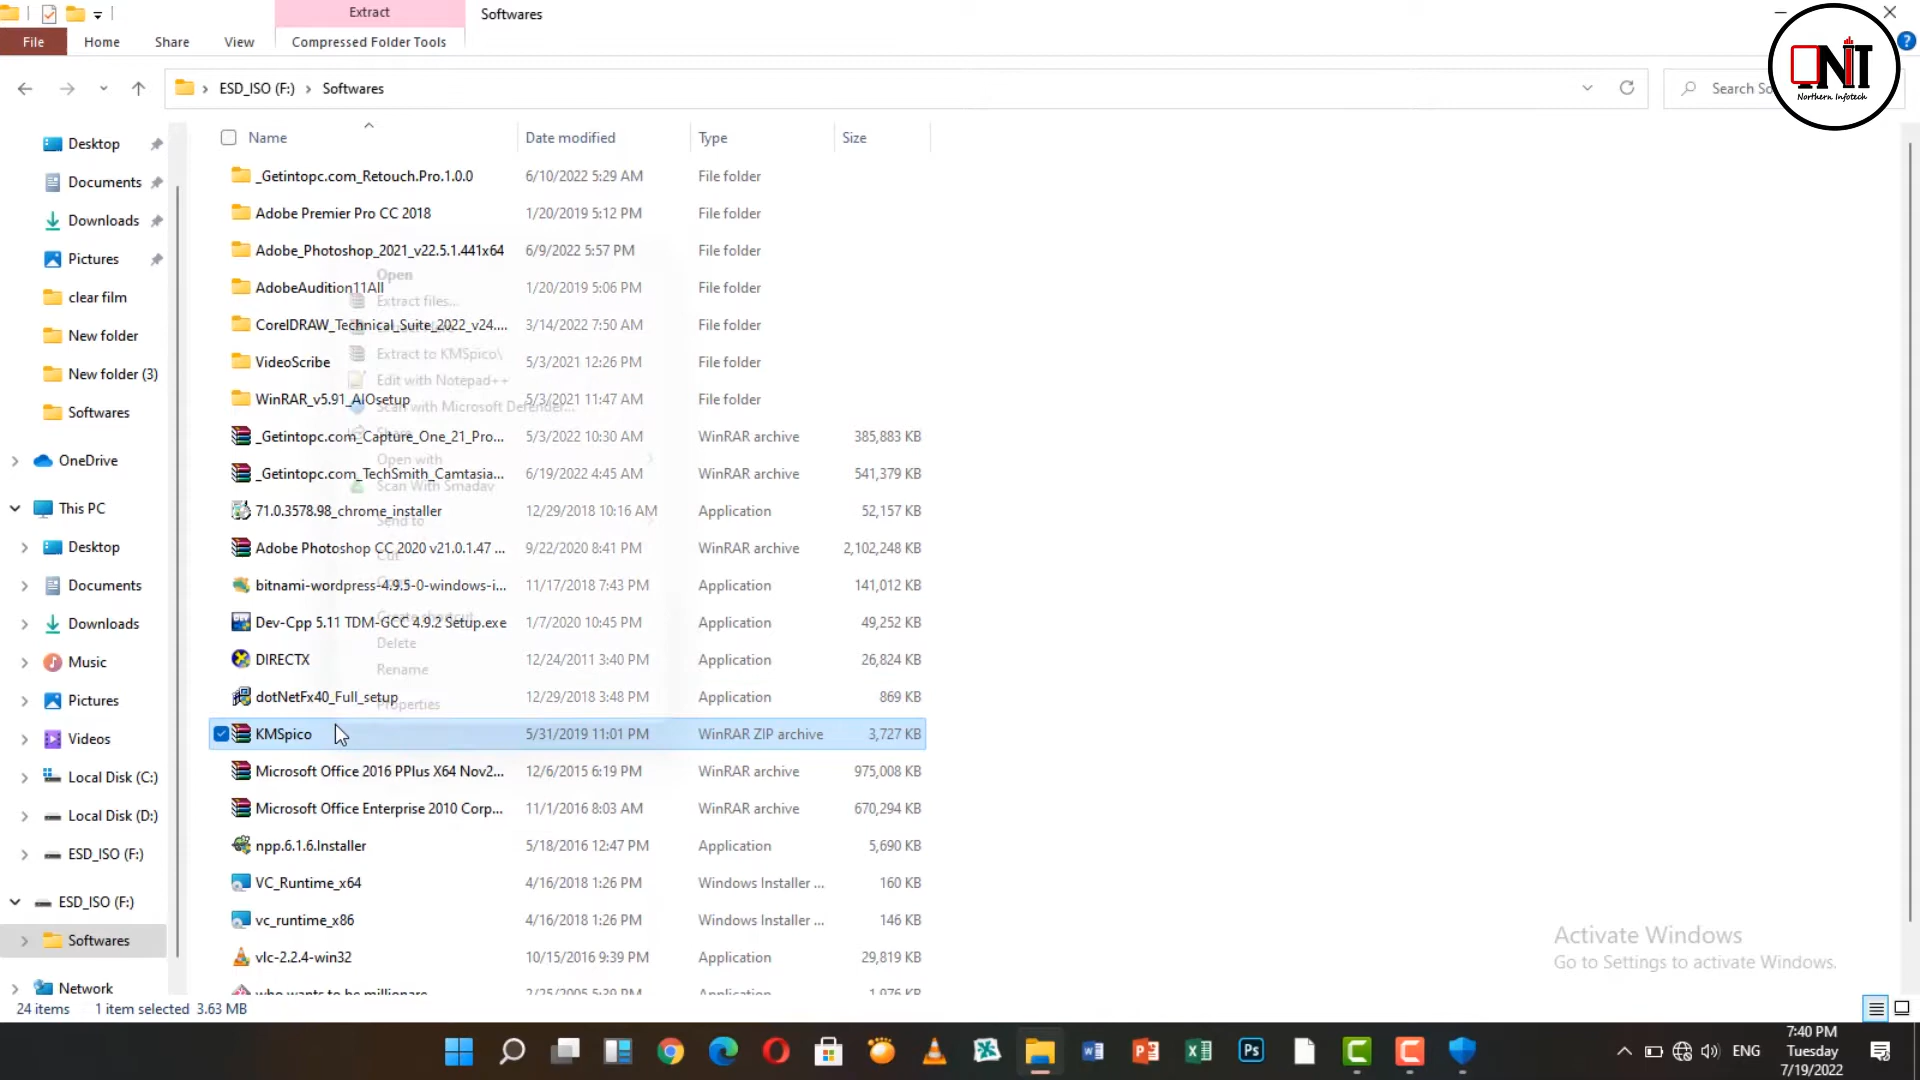 Extract
Softwares
File
Home
Share
View
Compressed Folder Tools
ESD_ISO (F:)
Softwares
Search
NIT
Northern Infotech
Name
Date modified
Type
Size
Desktop
Documents
Downloads
Pictures
clear film
New folder
New folder (3)
Softwares
OneDrive
This PC
Desktop
Documents
Downloads
Music
Pictures
Videos
Local Disk (C:)
Local Disk (D:)
ESD_ISO (F:)
ESD_ISO (F:)
Softwares
Network
_Getintopc.com_Retouch.Pro.1.0.0 6/10/2022 5:29 AM File folder
Adobe Premier Pro CC 2018 1/20/2019 5:12 PM File folder
Adobe_Photoshop_2021_v22.5.1.441x64 6/9/2022 5:57 PM File folder
AdobeAudition11All 1/20/2019 5:06 PM File folder
CorelDRAW_Technical_Suite_2022_v24.... 3/14/2022 7:50 AM File folder
VideoScribe 5/3/2021 12:26 PM File folder
WinRAR_v5.91_AIOsetup 5/3/2021 11:47 AM File folder
_Getintopc.com_Capture_One_21_Pro... 5/3/2022 10:30 AM WinRAR archive 385,883 KB
_Getintopc.com_TechSmith_Camtasia... 6/19/2022 4:45 AM WinRAR archive 541,379 KB
71.0.3578.98_chrome_installer 12/29/2018 10:16 AM Application 52,157 KB
Adobe Photoshop CC 2020 v21.0.1.47 ... 9/22/2020 8:41 PM WinRAR archive 2,102,248 KB
bitnami-wordpress-4.9.5-0-windows-i... 11/17/2018 7:43 PM Application 141,012 KB
Dev-Cpp 5.11 TDM-GCC 4.9.2 Setup.exe 1/7/2020 10:45 PM Application 49,252 KB
DIRECTX 12/24/2011 3:40 PM Application 26,824 KB
dotNetFx40_Full_setup 12/29/2018 3:48 PM Application 869 KB
KMSpico 5/31/2019 11:01 PM WinRAR ZIP archive 3,727 KB
Microsoft Office 2016 PPlus X64 Nov2... 12/6/2015 6:19 PM WinRAR archive 975,008 KB
Microsoft Office Enterprise 2010 Corp... 11/1/2016 8:03 AM WinRAR archive 670,294 KB
npp.6.1.6.Installer 5/18/2016 12:47 PM Application 5,690 KB
VC_Runtime_x64 4/16/2018 1:26 PM Windows Installer ... 160 KB
vc_runtime_x86 4/16/2018 1:26 PM Windows Installer ... 146 KB
vlc-2.2.4-win32 10/15/2016 9:39 PM Application 29,819 KB
who wants to be millionare 2/25/2005 5:39 PM Application 1,976 KB
Open
Extract files...
Extract to KMSpico\
Edit with Notepad++
Scan with Microsoft Defender...
Share
Open with
Scan With Smadav
Send to
Cut
Create shortcut
Delete
Rename
Properties
Activate Windows
Go to Settings to activate Windows.
24 items 1 item selected 3.63 MB
Ps
ENG
7:40 PM
Tuesday
7/19/2022